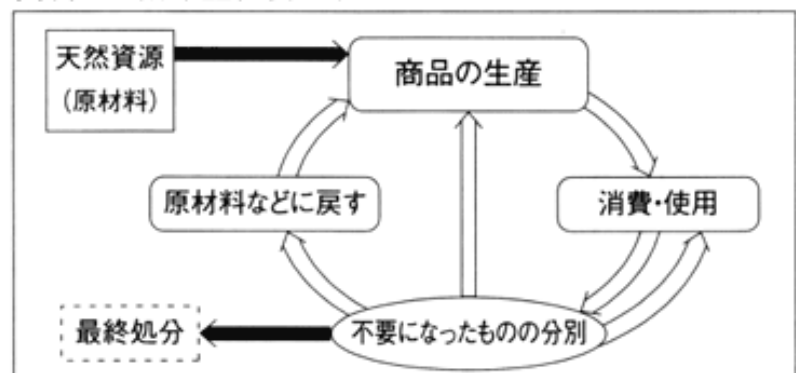 天然資源
(原材料)
商品の生産
原材料などに戻す
消費・使用
最終処分
不要になったものの分別